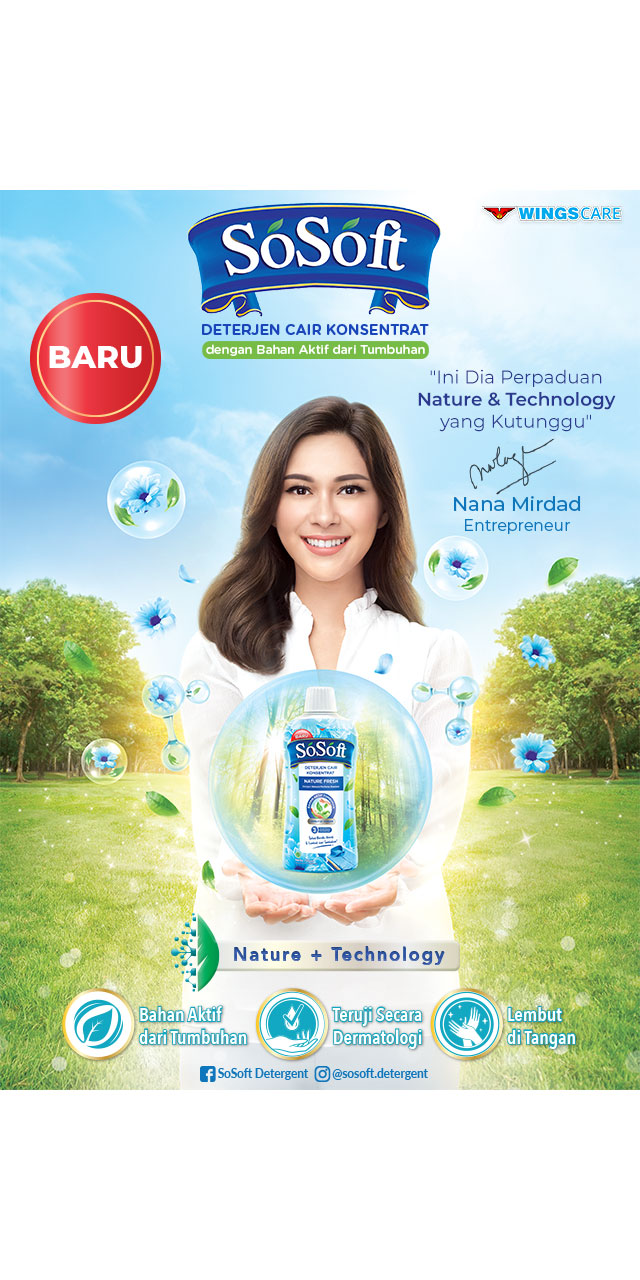 WINGSCARE
SoSoft
DETERJEN CAIR KONSENTRAT
dengan Bahan Aktif dari Tumbuhan
BARU
"Ini Dia Perpaduan
Nature & Technology
yang Kutunggu"
Nana Mirdad
Entrepreneur
BARU
SoSoft
DETERJEN CAIR
KONSENTRAT
NATURE FRESH
Nature + Technology
Bahan Aktif
dari Tumbuhan
Teruji Secara
Dermatologi
Lembut
di Tangan
SoSoft Detergent
@sosoft.detergent